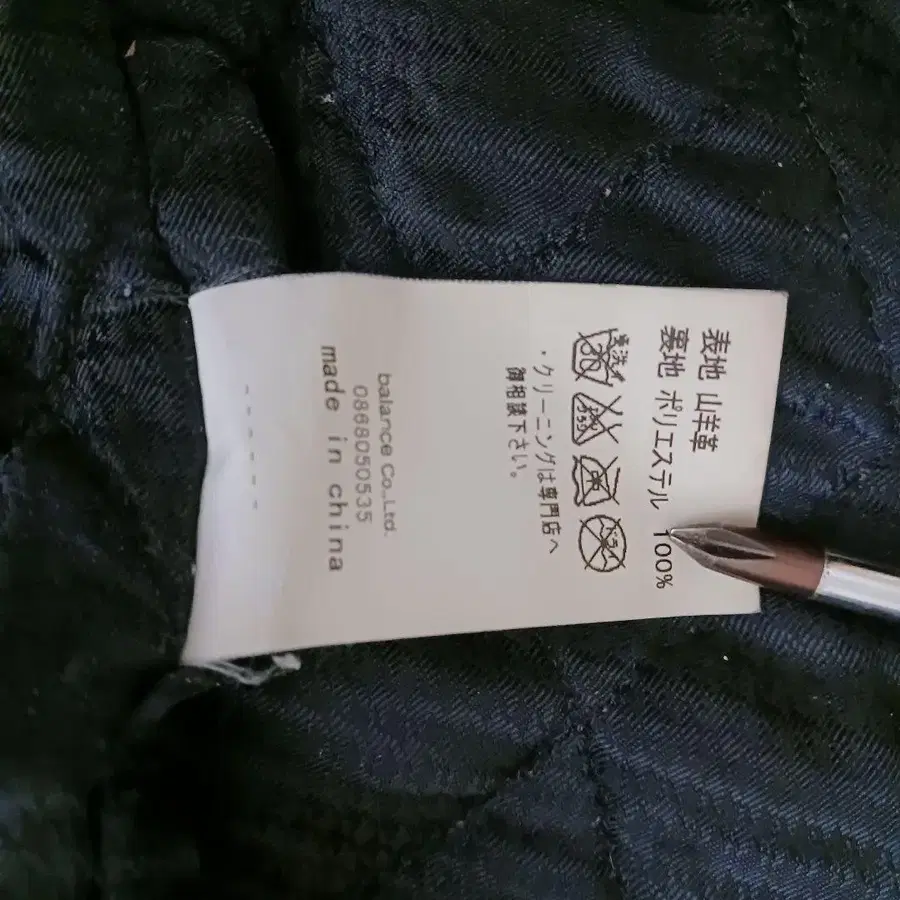 表地 山羊革
裏地 ポリエステル 100%
・クリーニングは専門店へ
御相談下さい。
balance Co.,Ltd.
0868050535
made in china